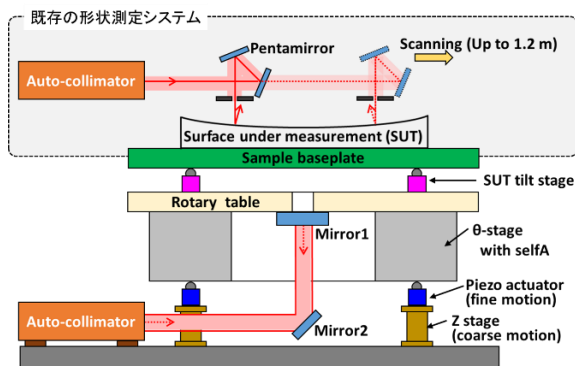 既存の形状測定システム
Pentamirror
Scanning (Up to 1.2 m)
Auto-collimator
Surface under measurement (SUT)
Sample baseplate
SUT tilt stage
Rotary table
Mirror1
θ-stage
with selfA
Piezo actuator
(fine motion)
Auto-collimator
Mirror2
Z stage
(coarse motion)